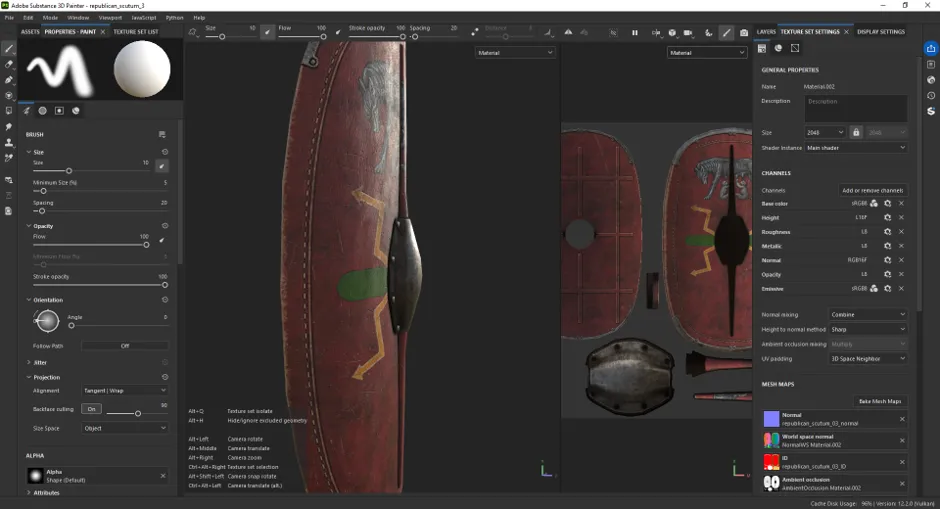 Adobe Substance 3D Painter - republican_scutum_3
File Edit Mode Window Viewport JavaScript Python Help
ASSETS PROPERTIES - PAINT TEXTURE SET LIST
Size 10 Flow 100 Stroke opacity 100 Spacing 20 Distance
LAYERS TEXTURE SET SETTINGS DISPLAY SETTINGS
Material
Material
BRUSH
Size
Size 10
Minimum Size (%) 5
Spacing 20
Opacity
Flow 100
Minimum Flow (%)
Stroke opacity 100
Orientation
Angle 0
Follow Path Off
Jitter
Projection
Alignment Tangent | Wrap
Backface culling On 90
Size Space Object
ALPHA
Alpha
Shape (Default)
Attributes
Alt+Q Texture set isolate
Alt+H Hide/ignore excluded geometry
Alt+Left Camera rotate
Alt+Middle Camera translate
Alt+Right Camera zoom
Ctrl+Alt+Right Texture set selection
Alt+Shift+Left Camera snap rotate
Ctrl+Alt+Left Camera translate (alt.)
GENERAL PROPERTIES
Name Material.002
Description Description
Size 2048 2048
Shader Instance Main shader
CHANNELS
Channels Add or remove channels
Base color sRGB8
Height L16F
Roughness L8
Metallic L8
Normal RGB16F
Opacity L8
Emissive sRGB8
Normal mixing Combine
Height to normal method Sharp
Ambient occlusion mixing Multiply
UV padding 3D Space Neighbor
MESH MAPS
Bake Mesh Maps
Normal
republican_scutum_03_normal
World space normal
NormalWS Material.002
ID
republican_scutum_03_ID
Ambient occlusion
AmbientOcclusion Material.002
Cache Disk Usage: 96% | Version: 12.2.0 (Vulkan)